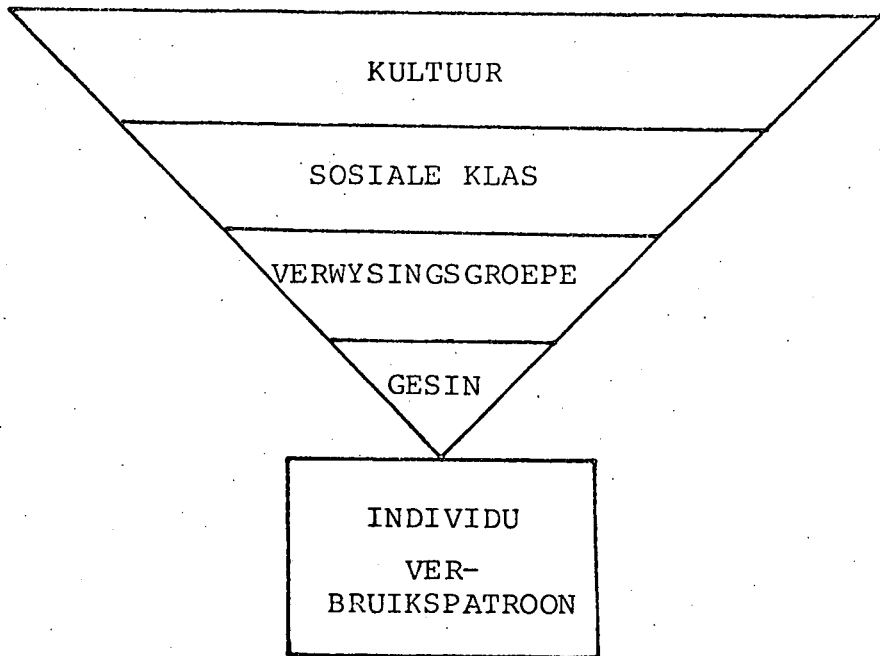 KULTUUR
SOSIALE KLAS
VERWYSINGSGROEPE
GESIN
INDIVIDU
VER-
BRUIKSPATROON